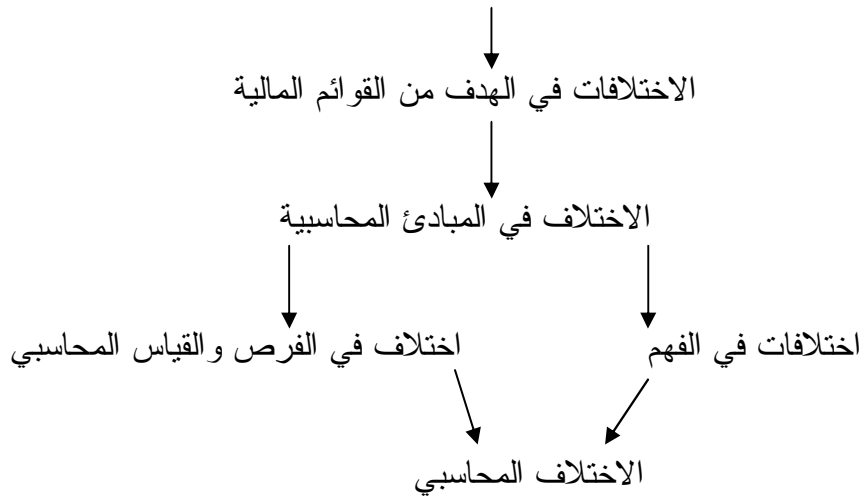 الاختلافات في الهدف من القوائم المالية
الاختلاف في المبادئ المحاسبية
اختلافات في الفهم
اختلاف في الفرص والقياس المحاسبي
الاختلاف المحاسبي